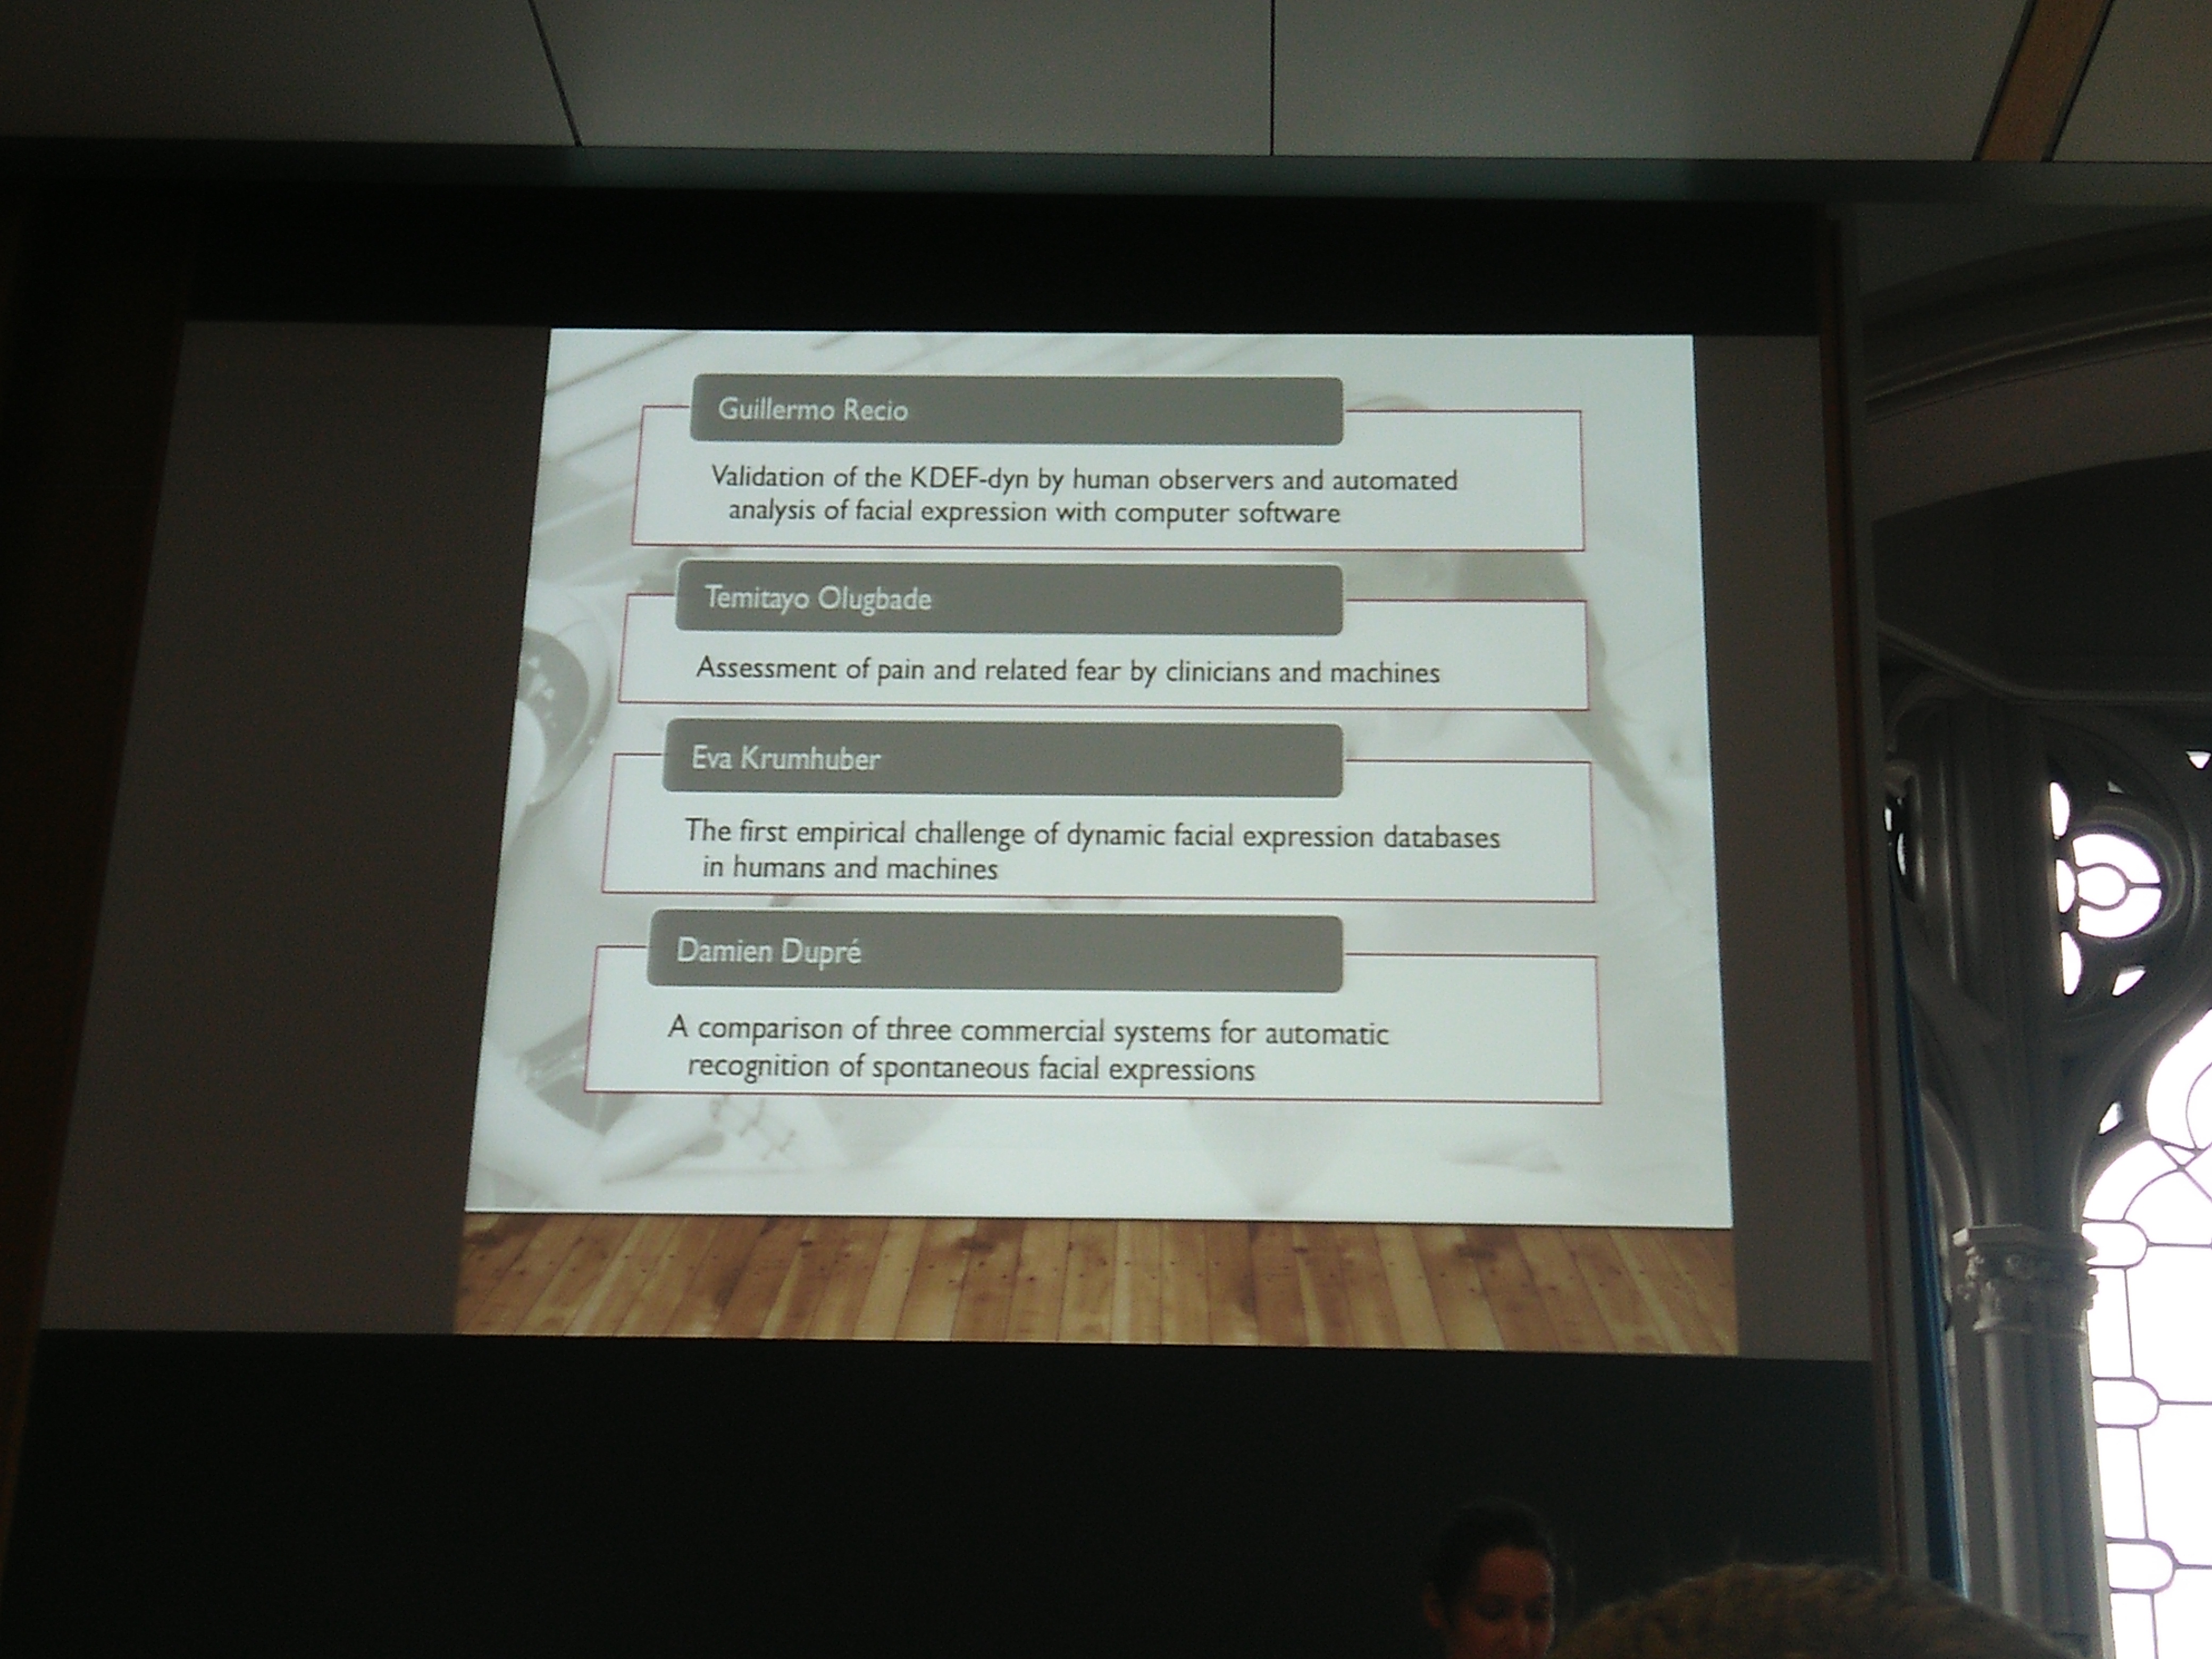 Guillermo Recio
Validation of the KDEF-dyn by human observers and automated
analysis of facial expression with computer software
Temitayo Olugbade
Assessment of pain and related fear by clinicians and machines
Eva Krumhuber
The first empirical challenge of dynamic facial expression databases
in humans and machines
Damien Dupré
A comparison of three commercial systems for automatic
recognition of spontaneous facial expressions